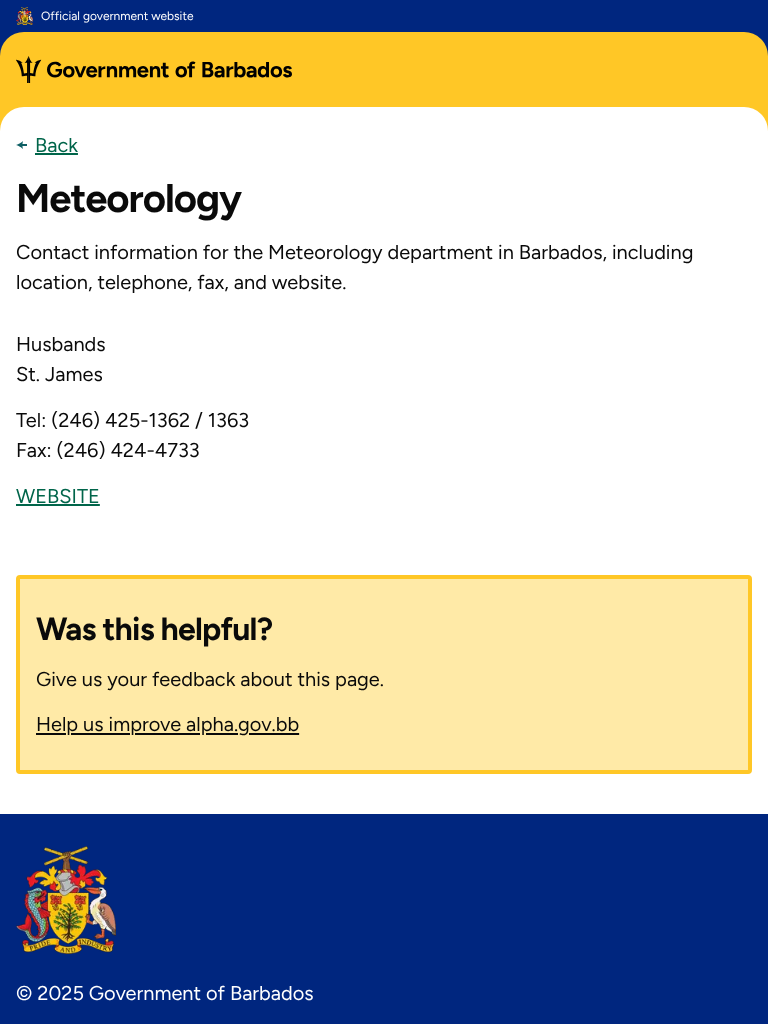 Official government website
Government of Barbados
Back
Meteorology
Contact information for the Meteorology department in Barbados, including
location, telephone, fax, and website.
Husbands
St. James
Tel: (246) 425-1362 / 1363
Fax: (246) 424-4733
WEBSITE
Was this helpful?
Give us your feedback about this page.
Help us improve alpha.gov.bb
PRIDE AND INDUSTRY
© 2025 Government of Barbados